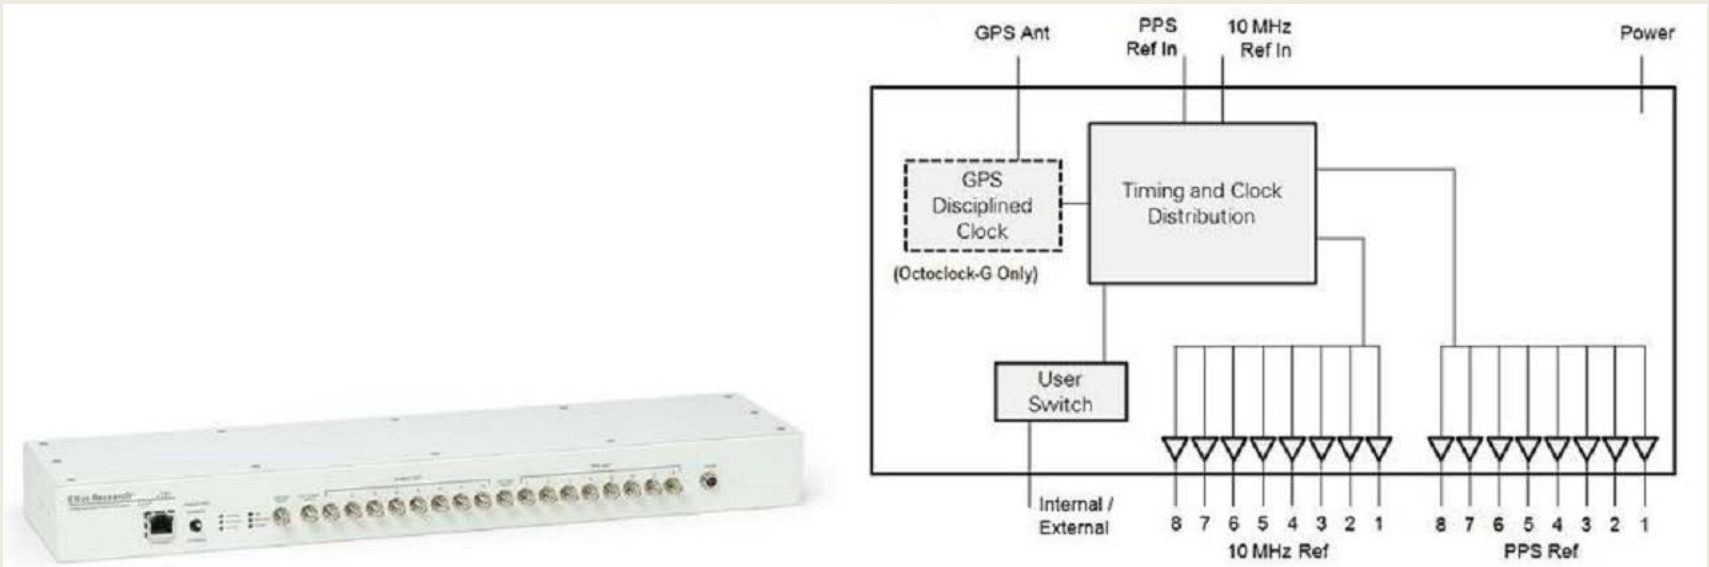 Ettus Research
GPS Ant
PPS
Ref In
10 MHz
Ref In
Power
GPS
Disciplined
Clock
(Octoclock-G Only)
Timing and Clock
Distribution
User
Switch
Internal /
External
8 7 6 5 4 3 2 1
10 MHz Ref
8 7 6 5 4 3 2 1
PPS Ref